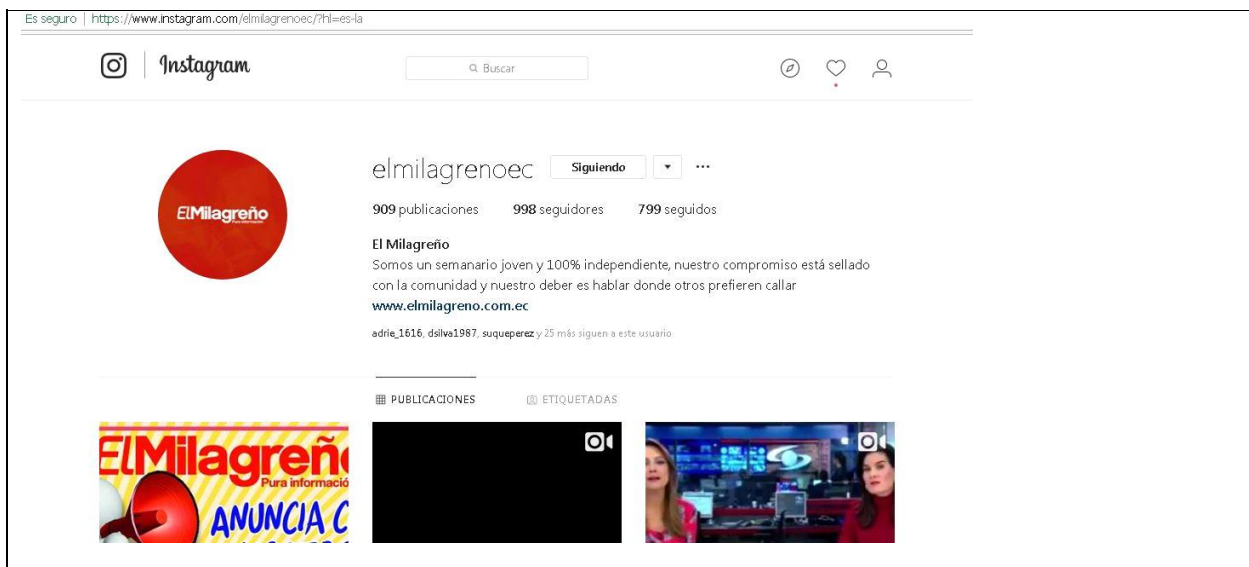 Es seguro | https://www.instagram.com/elmilagrenoec/?hl=es-la
Instagram
Buscar
elmilagrenoec Siguiendo
909 publicaciones 998 seguidores 799 seguidos
ElMilagreño
Pura información
El Milagreño
Somos un semanario joven y 100% independiente, nuestro compromiso está sellado
con la comunidad y nuestro deber es hablar donde otros prefieren callar
www.elmilagreno.com.ec
adrie_1616, dsilva1987, suqueperez y 25 más siguen a este usuario
PUBLICACIONES ETIQUETADAS
ElMilagreñ
Pura informació
ANUNCIA C